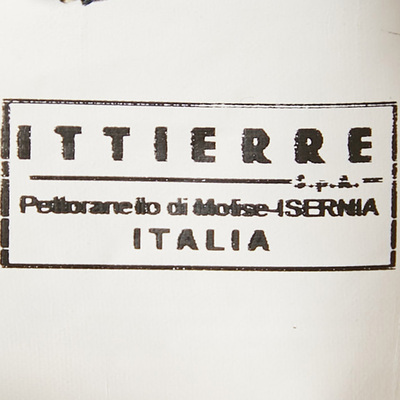 ITTIERRE
S.p.A.
Pettoranello di Molise-ISERNIA
ITALIA